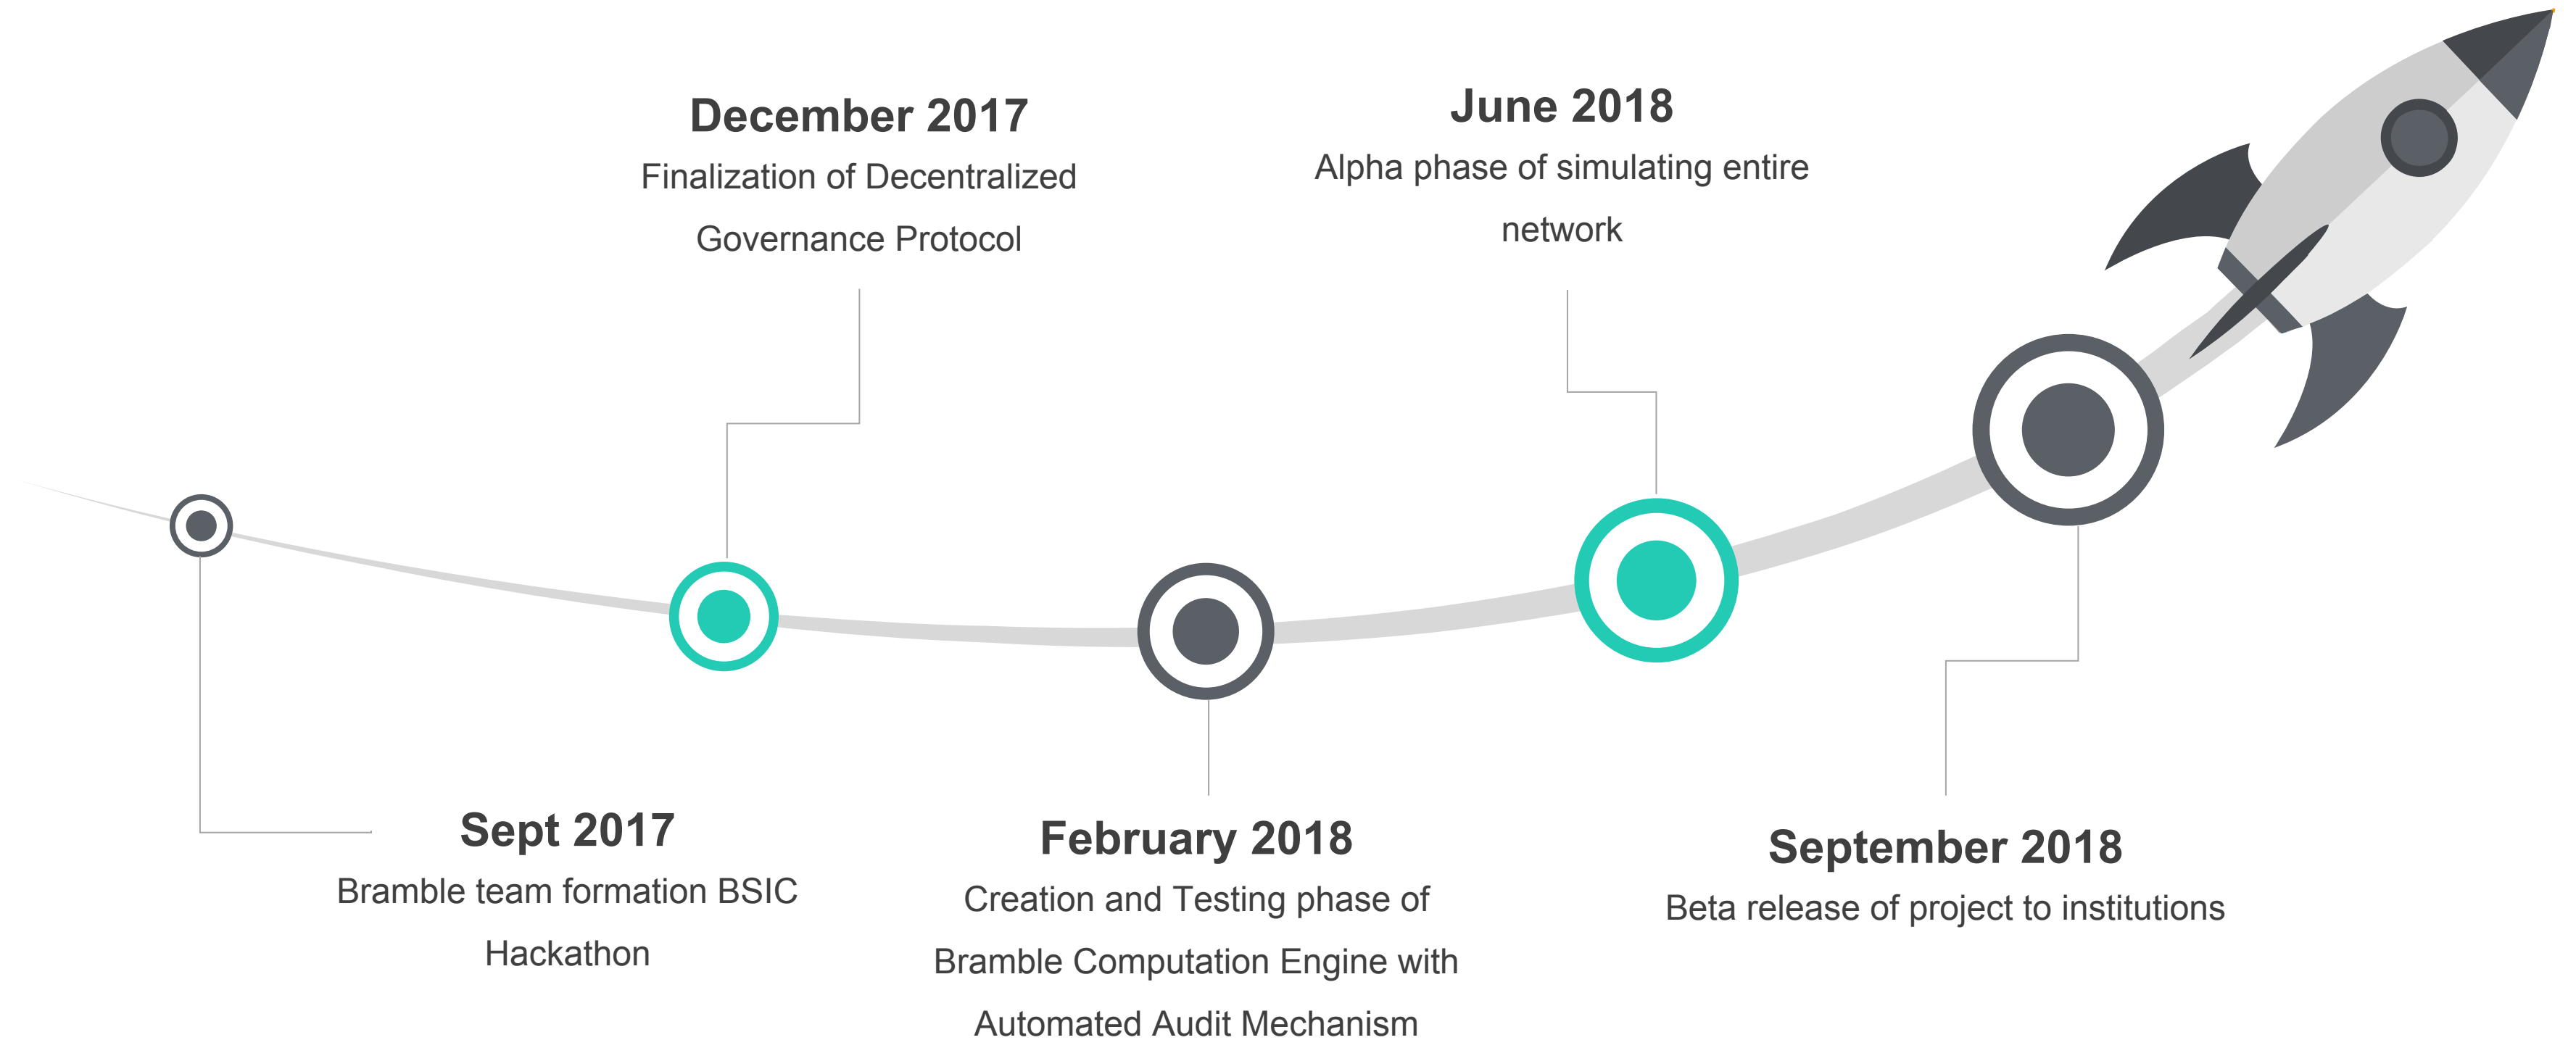 December 2017
Finalization of Decentralized
Governance Protocol
June 2018
Alpha phase of simulating entire
network
Sept 2017
Bramble team formation BSIC
Hackathon
February 2018
Creation and Testing phase of
Bramble Computation Engine with
Automated Audit Mechanism
September 2018
Beta release of project to institutions